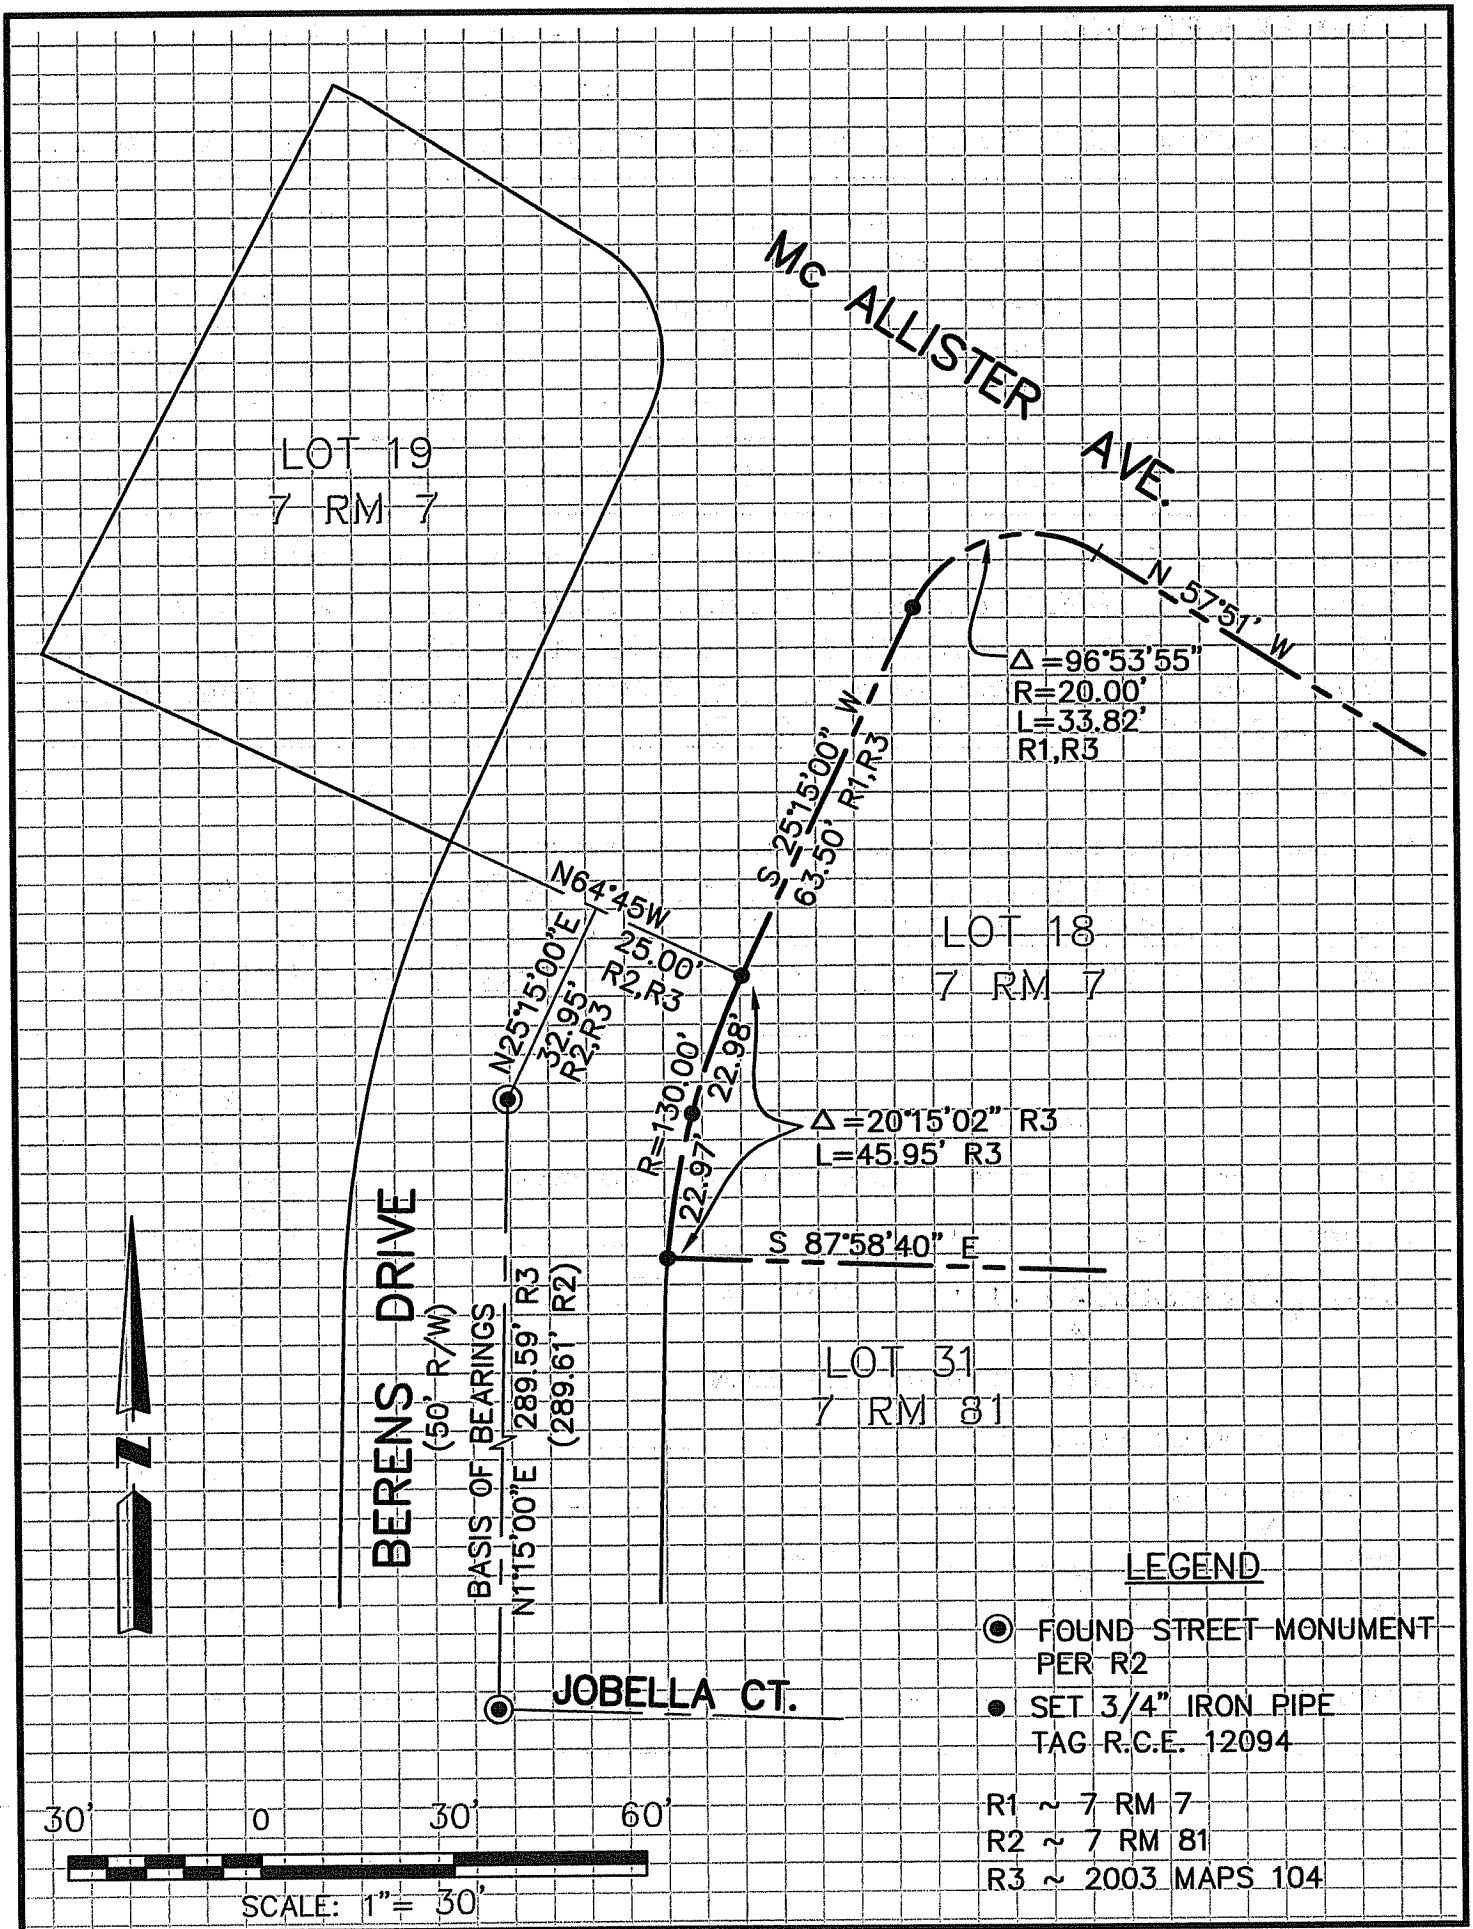 LOT 19
7 RM 7
Mc ALLISTER AVE.
N 57°51' W
Δ=96°53'55"
R=20.00'
L=33.82'
R1,R3
S 25°15'00" W
63.50' R1,R3
LOT 18
7 RM 7
N64°45W
25.00'
R2,R3
N25°15'00"E
32.95'
R2,R3
R=130.00'
22.98'
22.97'
Δ=20°15'02" R3
L=45.95' R3
S 87°58'40" E
BERENS DRIVE
(50' R/W)
BASIS OF BEARINGS
N1°15'00"E 289.59' R3
(289.61' R2)
LOT 31
7 RM 81
N
JOBELLA CT.
LEGEND
FOUND STREET MONUMENT
PER R2
SET 3/4" IRON PIPE
TAG R.C.E. 12094
R1 ~ 7 RM 7
R2 ~ 7 RM 81
R3 ~ 2003 MAPS 104
30' 0 30' 60'
SCALE: 1"= 30'